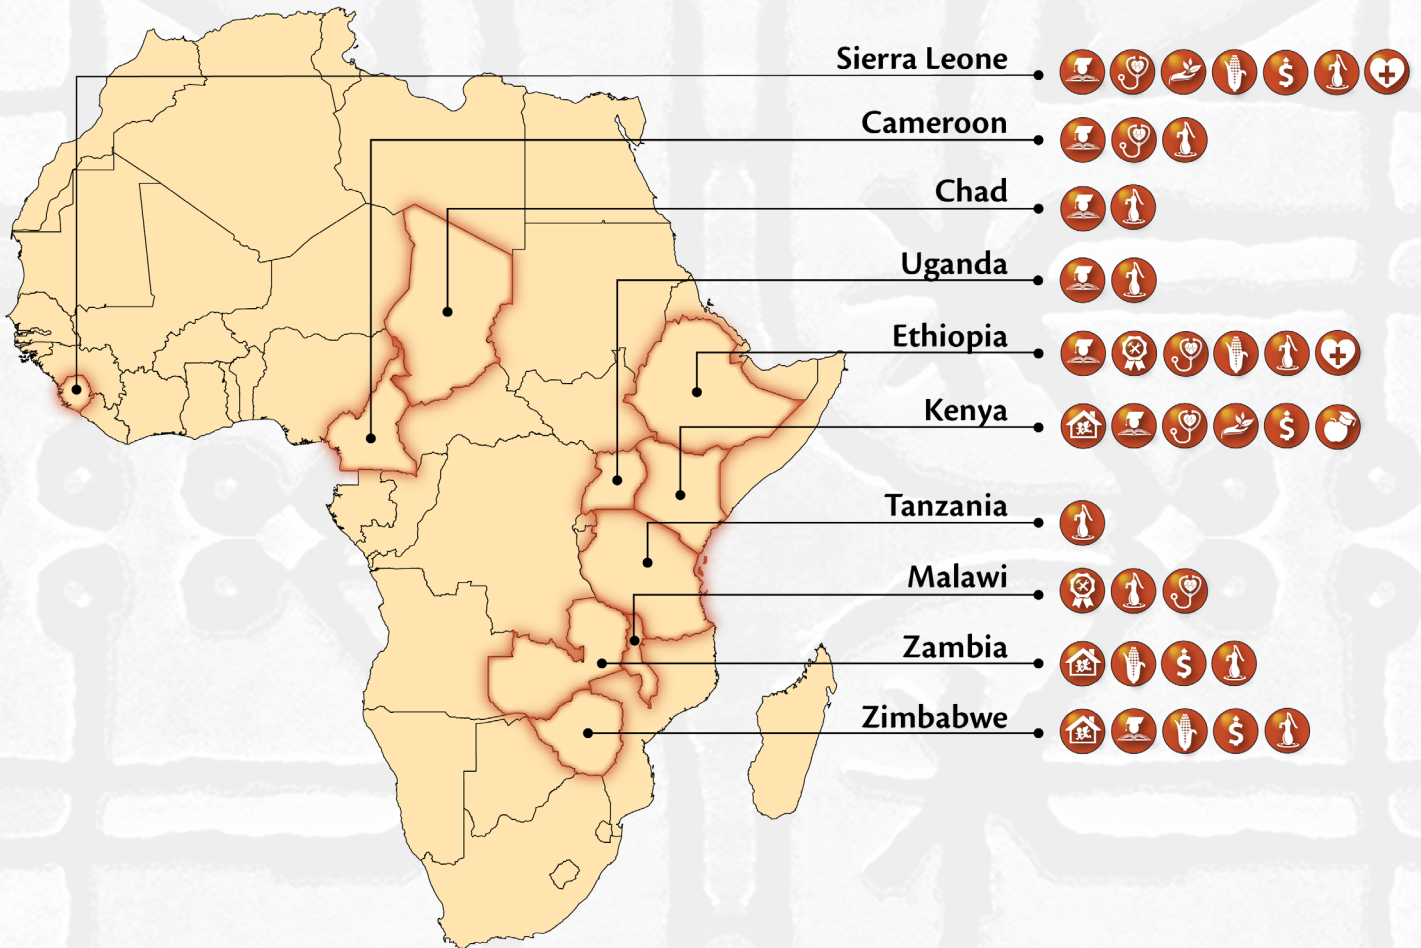 Sierra Leone
Cameroon
Chad
Uganda
Ethiopia
Kenya
Tanzania
Malawi
Zambia
Zimbabwe